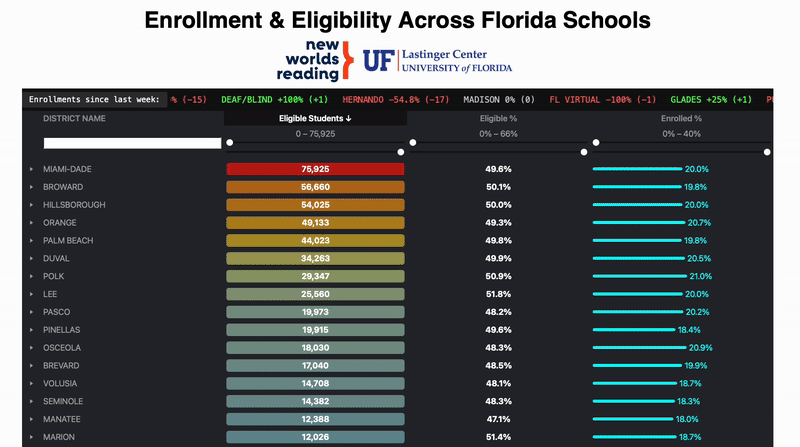 Enrollment & Eligibility Across Florida Schools
new
worlds
reading
UF Lastinger Center
UNIVERSITY of FLORIDA
Enrollments since last week: % (−15) DEAF/BLIND +100% (+1) HERNANDO −54.8% (−17) MADISON 0% (0) FL VIRTUAL −100% (−1) GLADES +25% (+1)
DISTRICT NAME Eligible Students ↓ Eligible % Enrolled %
0 – 75,925 0% – 66% 0% – 40%
▸ MIAMI-DADE 75,925 49.6% 20.0%
▸ BROWARD 56,660 50.1% 19.8%
▸ HILLSBOROUGH 54,025 50.0% 20.0%
▸ ORANGE 49,133 49.3% 20.7%
▸ PALM BEACH 44,023 49.8% 19.8%
▸ DUVAL 34,263 49.9% 20.5%
▸ POLK 29,347 50.9% 21.0%
▸ LEE 25,560 51.8% 20.0%
▸ PASCO 19,973 48.2% 20.2%
▸ PINELLAS 19,915 49.6% 18.4%
▸ OSCEOLA 18,030 48.3% 20.9%
▸ BREVARD 17,040 48.5% 19.9%
▸ VOLUSIA 14,708 48.1% 18.7%
▸ SEMINOLE 14,382 48.3% 18.3%
▸ MANATEE 12,388 47.1% 18.0%
▸ MARION 12,026 51.4% 18.7%